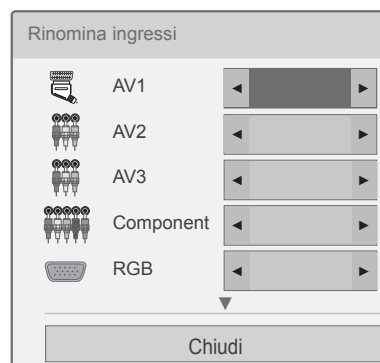 Rinomina ingressi
AV1
AV2
AV3
Component
RGB
Chiudi